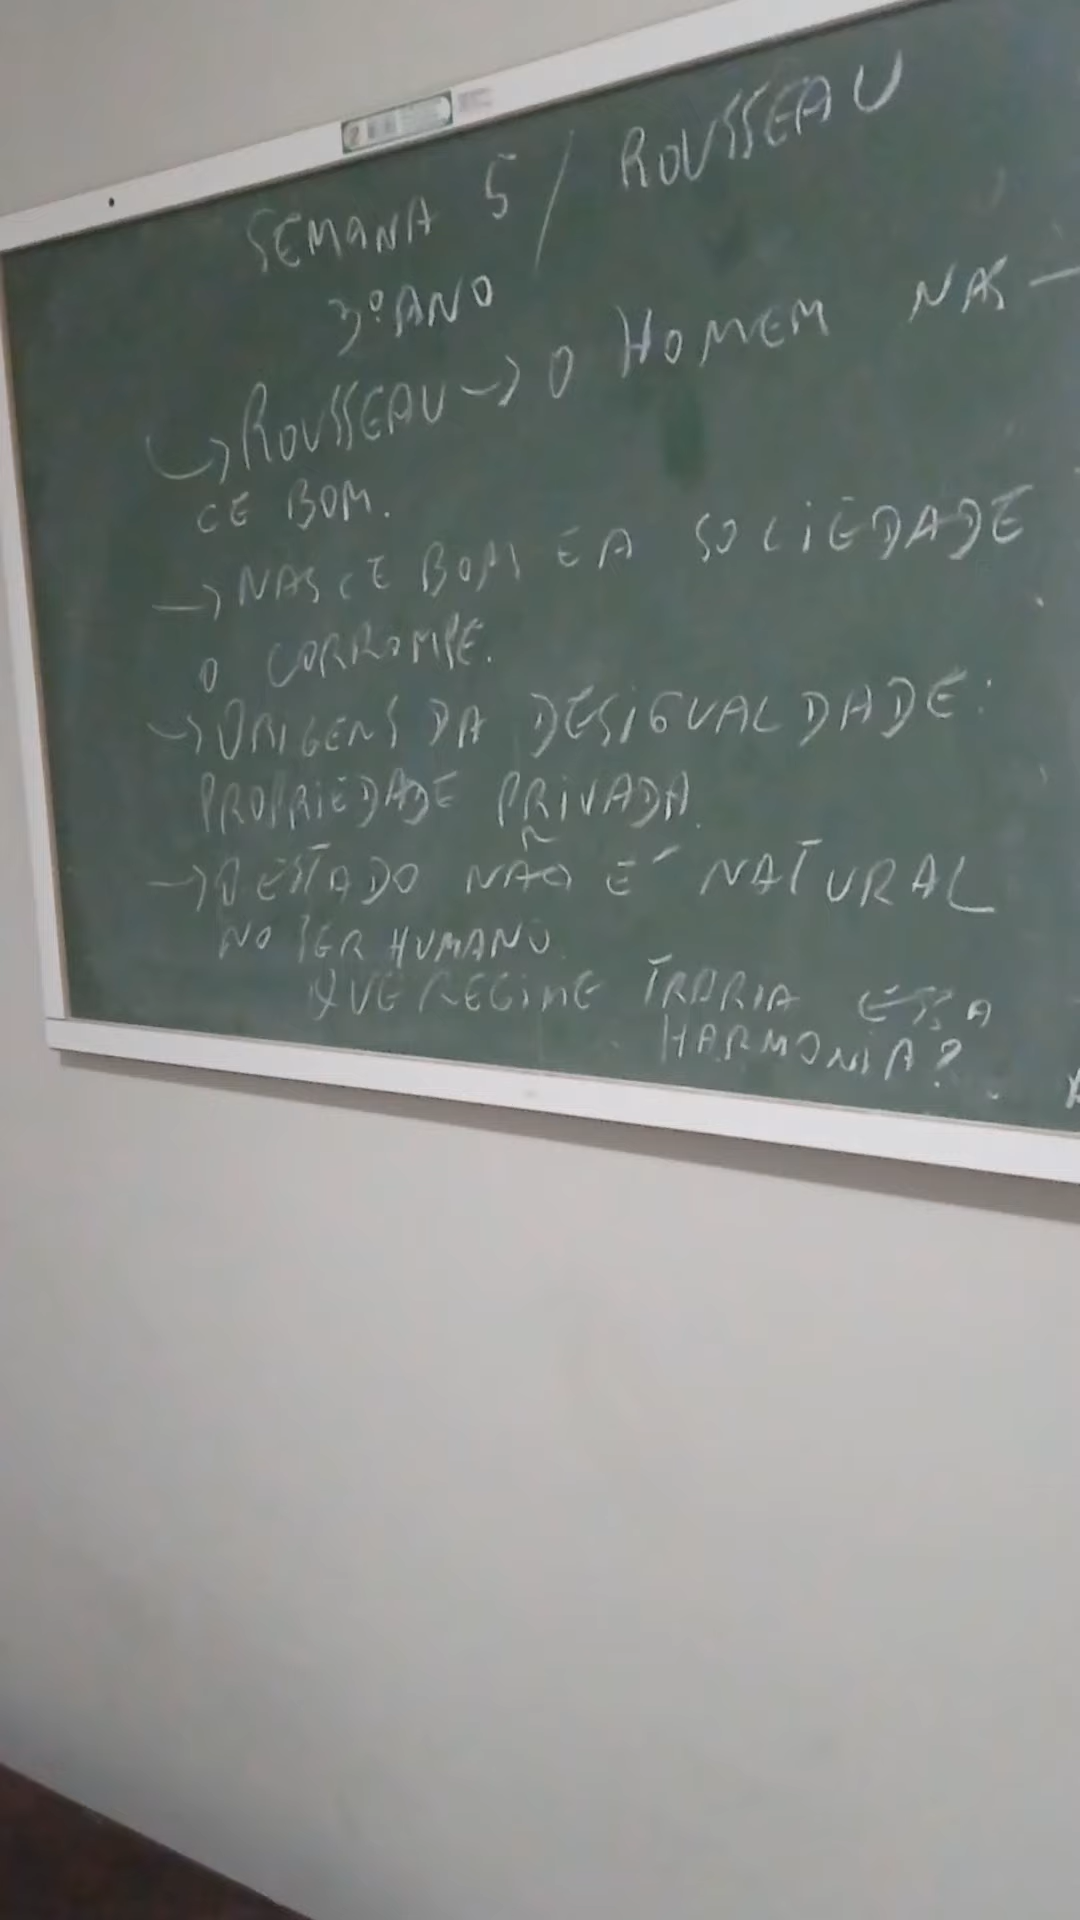 SEMANA 5 / ROUSSEAU
3º ANO
↳ ROUSSEAU → O HOMEM NAS-
CE BOM.
→ NASCE BOM E A SOCIEDADE
O CORROMPE.
→ ORIGENS DA DESIGUALDADE:
PROPRIEDADE PRIVADA.
→ O ESTADO NÃO É NATURAL
NO SER HUMANO.
QUE REGIME TRARIA ESSA
HARMONIA?